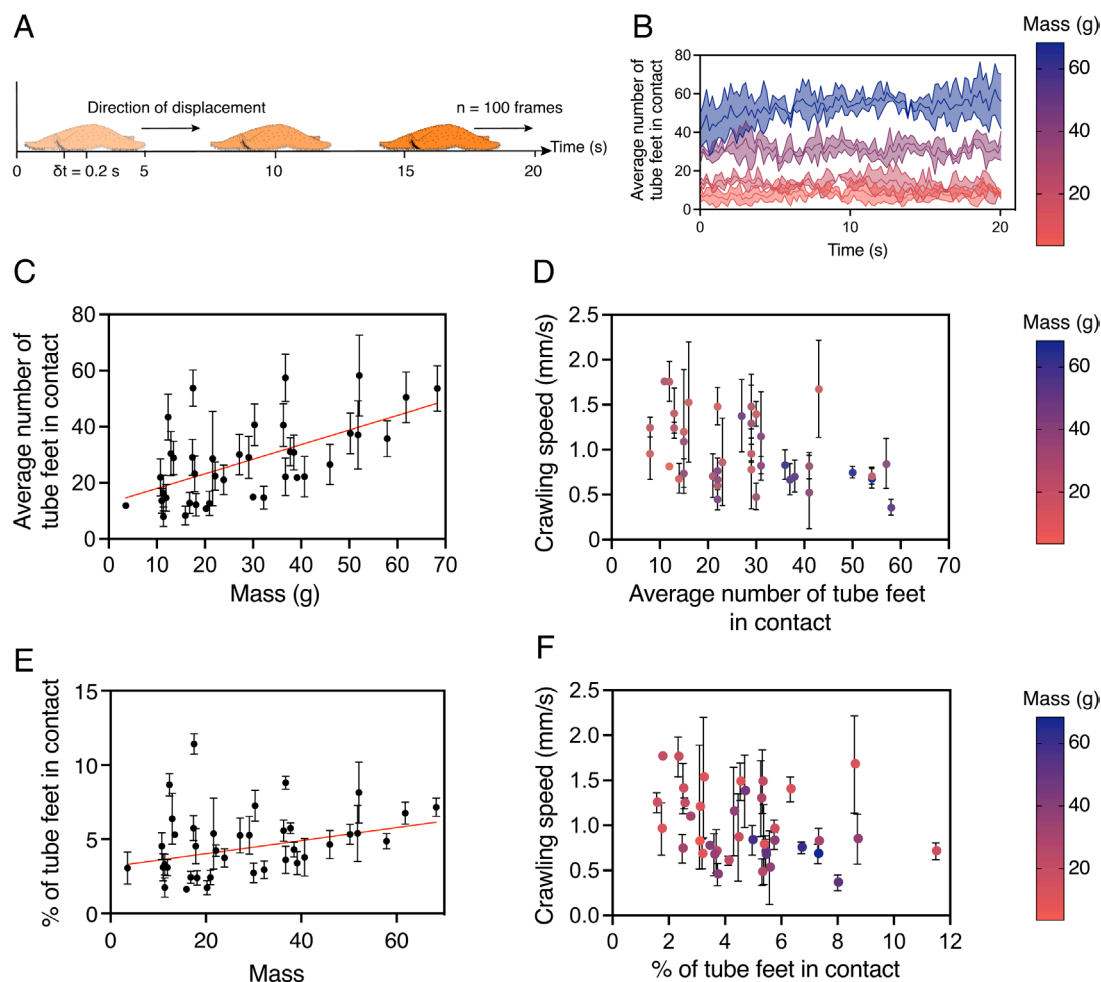 A
Direction of displacement
n = 100 frames
Time (s)
0
δt = 0.2 s
5
10
15
20
B
Average number of
tube feet in contact
80
60
40
20
0
0
10
20
Time (s)
Mass (g)
60
40
20
C
Average number of
tube feet in contact
80
60
40
20
0
0
10
20
30
40
50
60
70
Mass (g)
D
Crawling speed (mm/s)
2.5
2.0
1.5
1.0
0.5
0.0
0
10
20
30
40
50
60
70
Average number of tube feet
in contact
Mass (g)
60
40
20
E
% of tube feet in contact
15
10
5
0
0
20
40
60
Mass
F
Crawling speed (mm/s)
2.5
2.0
1.5
1.0
0.5
0.0
0
2
4
6
8
10
12
% of tube feet in contact
Mass (g)
60
40
20